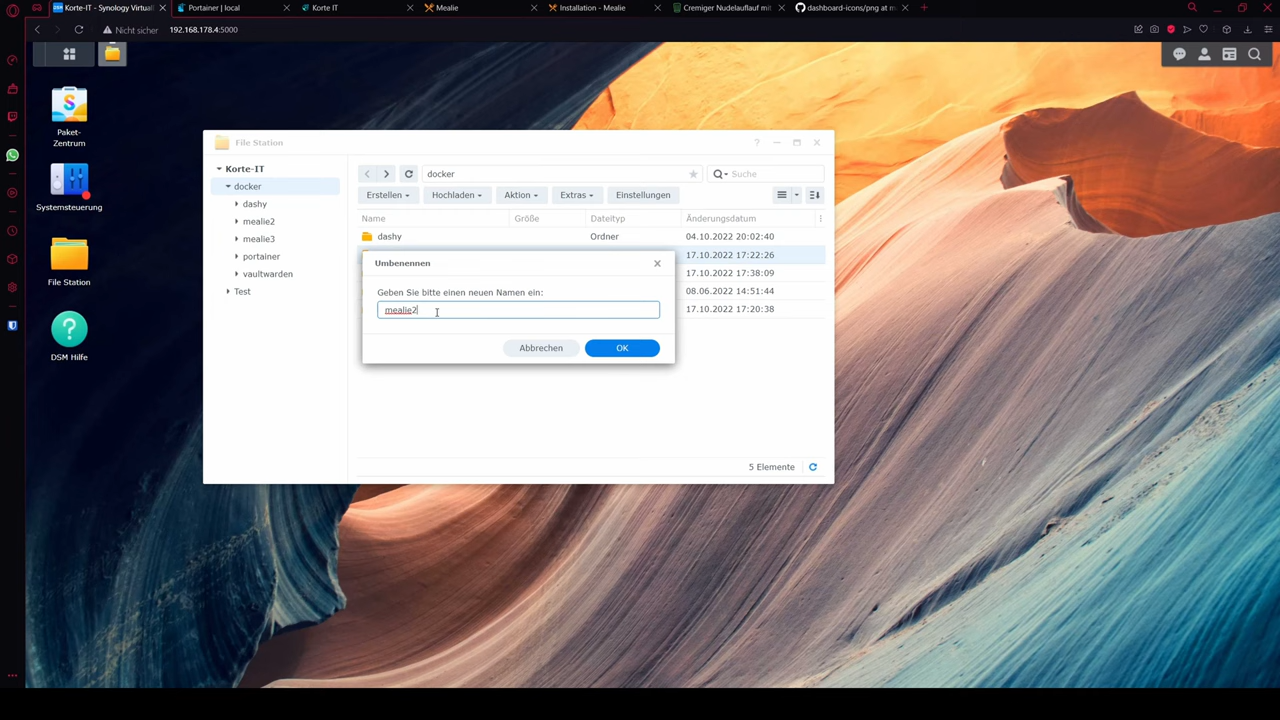 Korte-IT - Synology Virtual
Portainer | local
Korte IT
Mealie
Installation - Mealie
Cremiger Nudelauflauf mit
dashboard-icons/png at m
Nicht sicher
192.168.178.4:5000
Paket-
Zentrum
Systemsteuerung
File Station
DSM Hilfe
File Station
Korte-IT
docker
dashy
mealie2
mealie3
portainer
vaultwarden
Test
docker
Suche
Erstellen
Hochladen
Aktion
Extras
Einstellungen
Name
Größe
Dateityp
Änderungsdatum
dashy
Ordner
04.10.2022 20:02:40
17.10.2022 17:22:26
17.10.2022 17:38:09
08.06.2022 14:51:44
17.10.2022 17:20:38
Umbenennen
Geben Sie bitte einen neuen Namen ein:
mealie2
Abbrechen
OK
5 Elemente